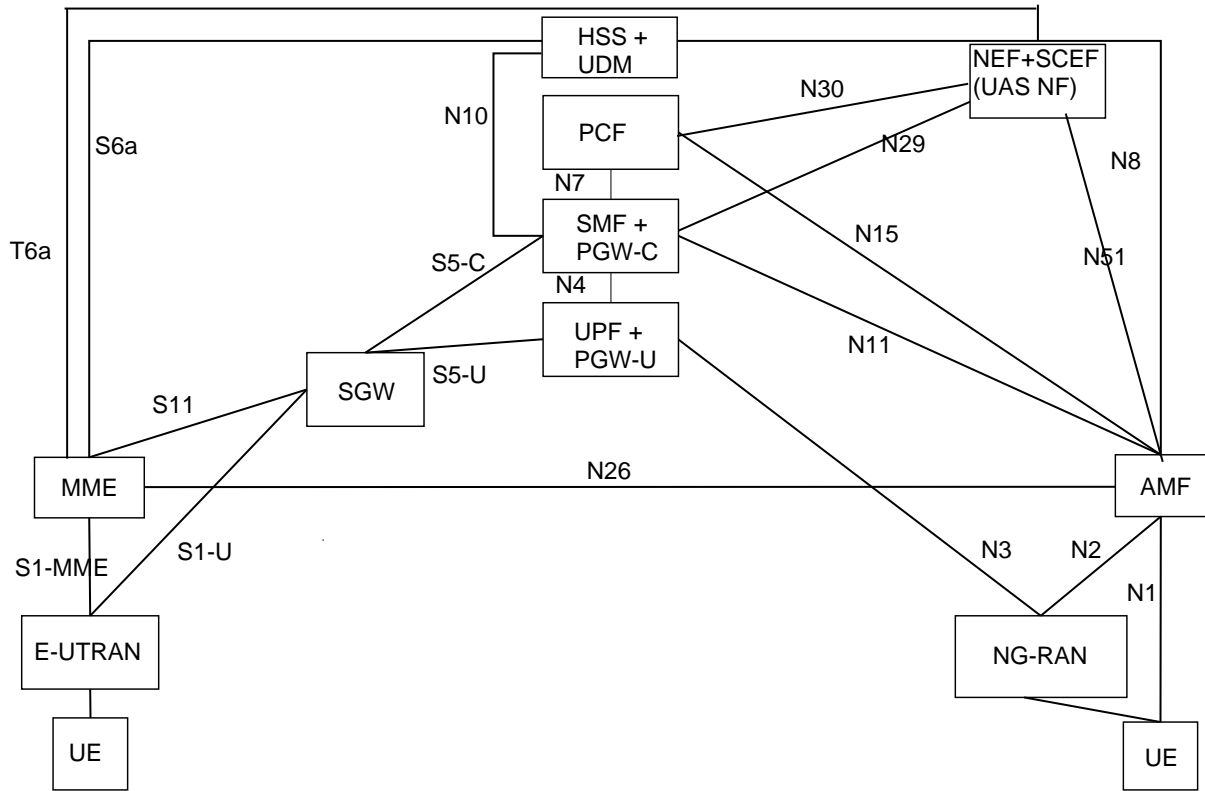 HSS +
UDM
NEF+SCEF
(UAS NF)
N30
N10
PCF
S6a
N29
N8
N7
SMF +
PGW-C
T6a
N15
S5-C
N51
N4
UPF +
PGW-U
N11
S5-U
SGW
S11
N26
MME
AMF
S1-U
N3
N2
S1-MME
N1
E-UTRAN
NG-RAN
UE
UE